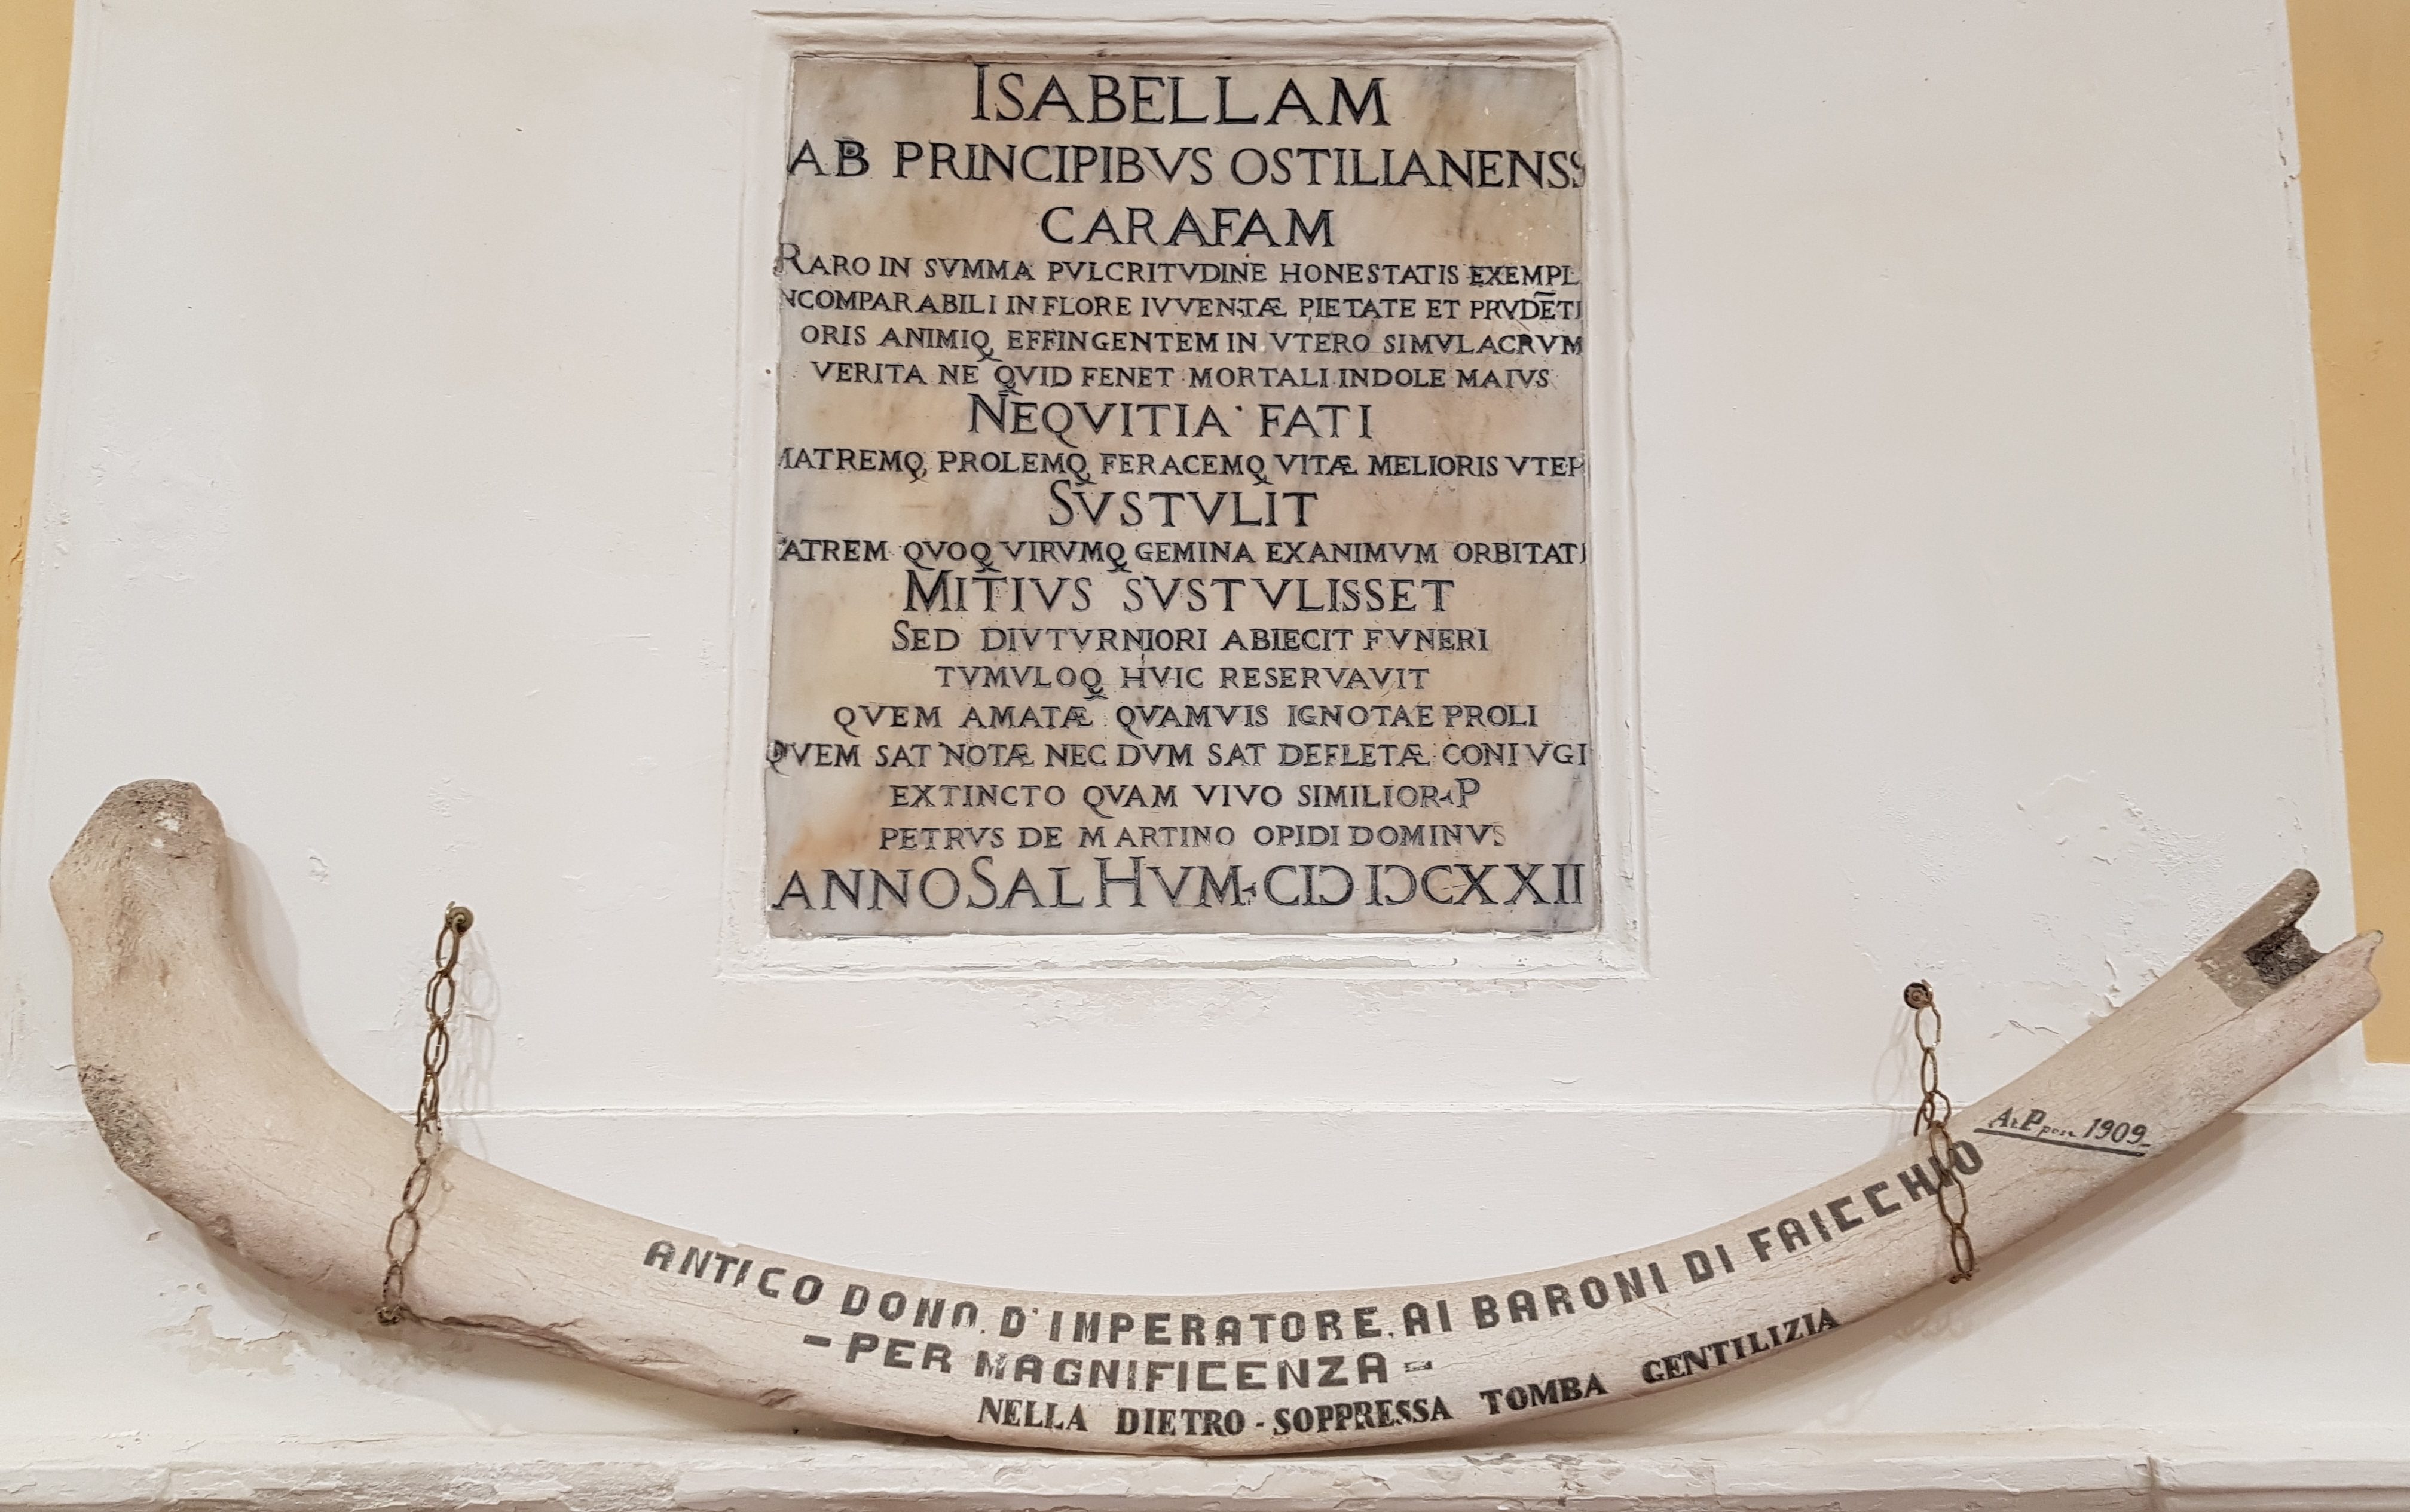 ISABELLAM
AB PRINCIPIBVS OSTILIANENSS
CARAFAM
RARO IN SVMMA PVLCRITVDINE HONESTATIS EXEMPL
NCOMPARABILI IN FLORE IVVENTÆ PIETATE ET PRVDĒTI
ORIS ANIMIQ EFFINGENTEM IN VTERO SIMVLACRVM
VERITA NE QVID FENET MORTALI INDOLE MAIVS
NEQVITIA · FATI
MATREMQ PROLEMQ FERACEMQ VITÆ MELIORIS VTER
SVSTVLIT
ATREM QVOQ VIRVMQ GEMINA EXANIMVM ORBITATI
MITIVS SVSTVLISSET
SED DIVTVRNIORI ABIECIT FVNERI
TVMVLOQ HVIC RESERVAVIT
QVEM AMATÆ QVAMVIS IGNOTAE PROLI
QVEM SAT NOTÆ NEC DVM SAT DEFLETÆ CONIVGI
EXTINCTO QVAM VIVO SIMILIOR P
PETRVS DE MARTINO OPIDI DOMINVS
ANNO SAL HVM CIƆ IƆCXXII
ANTICO DONO. D'IMPERATORE. AI BARONI DI FAICCHIO
- PER MAGNIFICENZA =
NELLA DIETRO - SOPPRESSA TOMBA GENTILIZIA
1909